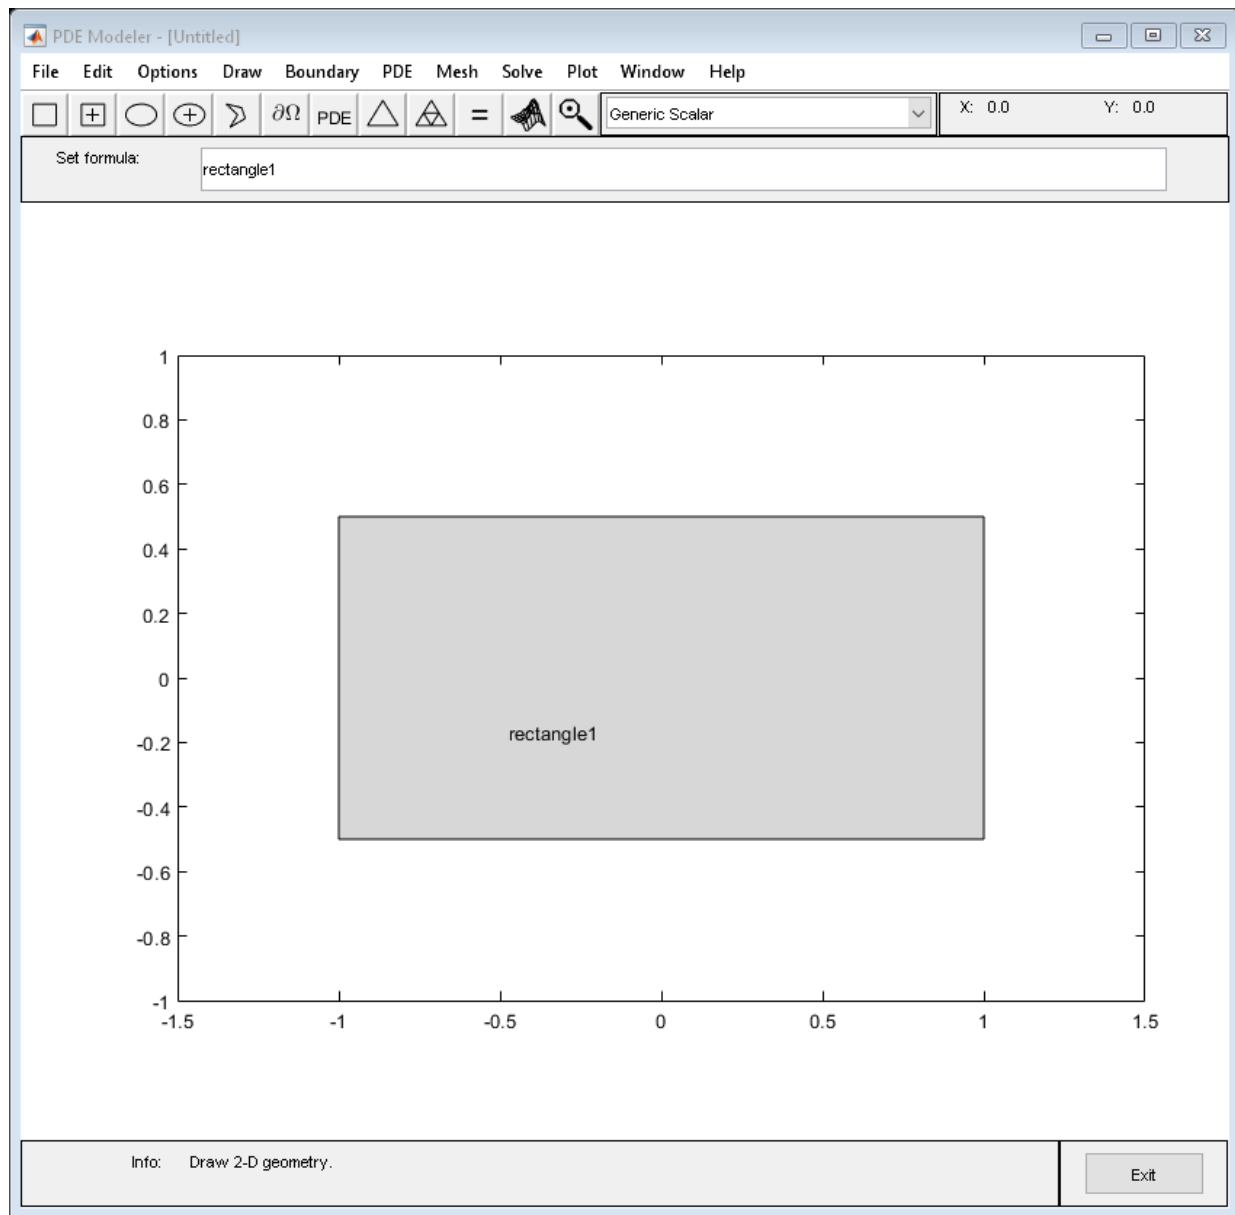 PDE Modeler - [Untitled]
File Edit Options Draw Boundary PDE Mesh Solve Plot Window Help
∂Ω PDE = Generic Scalar X: 0.0 Y: 0.0
Set formula: rectangle1
1
0.8
0.6
0.4
0.2
0
rectangle1
-0.2
-0.4
-0.6
-0.8
-1
-1.5 -1 -0.5 0 0.5 1 1.5
Info: Draw 2-D geometry.
Exit